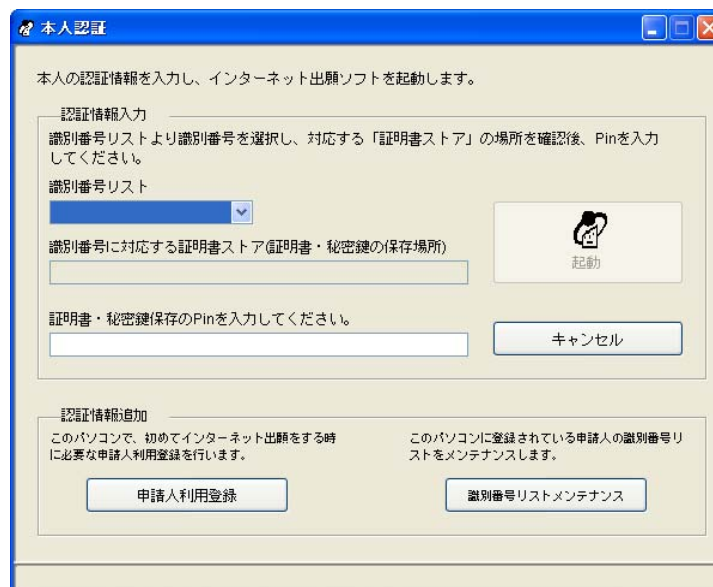 本人認証
本人の認証情報を入力し、インターネット出願ソフトを起動します。
認証情報入力
識別番号リストより識別番号を選択し、対応する「証明書ストア」の場所を確認後、Pinを入力
してください。
識別番号リスト
識別番号に対応する証明書ストア(証明書・秘密鍵の保存場所)
起動
証明書・秘密鍵保存のPinを入力してください。
キャンセル
認証情報追加
このパソコンで、初めてインターネット出願をする時
に必要な申請人利用登録を行います。
申請人利用登録
このパソコンに登録されている申請人の識別番号リ
ストをメンテナンスします。
識別番号リストメンテナンス